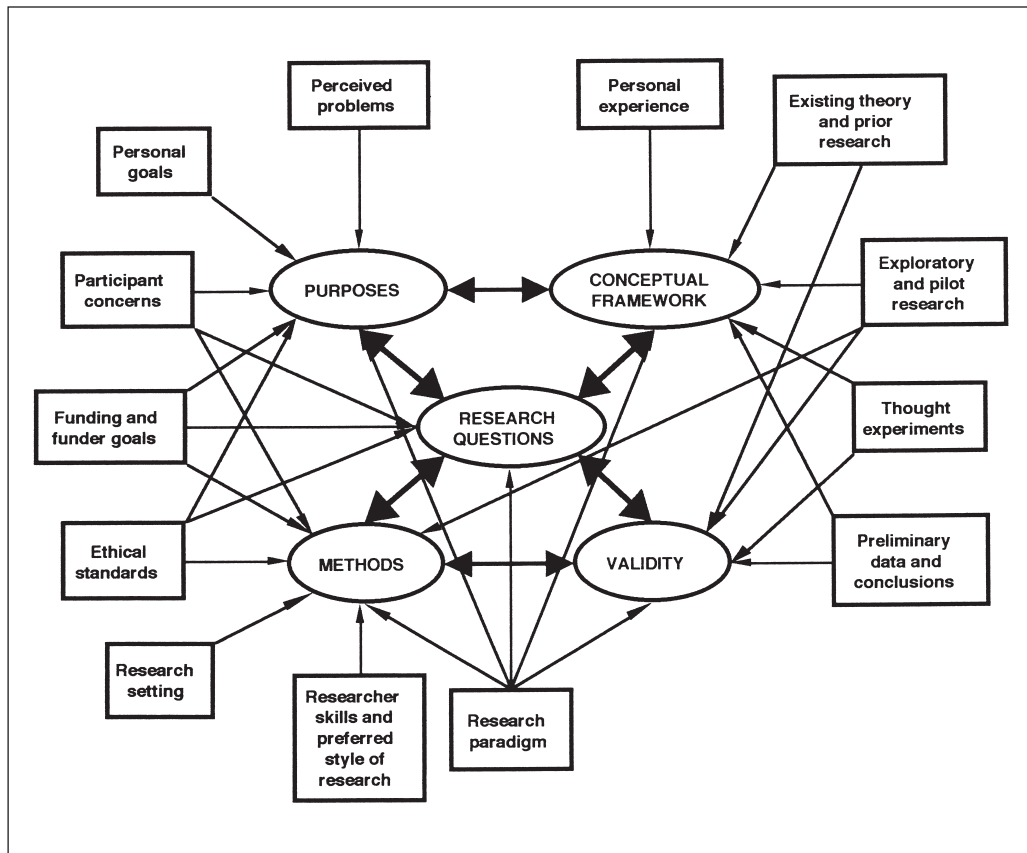 Perceived
problems
Personal
experience
Existing theory
and prior
research
Personal
goals
Participant
concerns
PURPOSES
CONCEPTUAL
FRAMEWORK
Exploratory
and pilot
research
Funding and
funder goals
RESEARCH
QUESTIONS
Thought
experiments
Ethical
standards
METHODS
VALIDITY
Preliminary
data and
conclusions
Research
setting
Researcher
skills and
preferred
style of
research
Research
paradigm